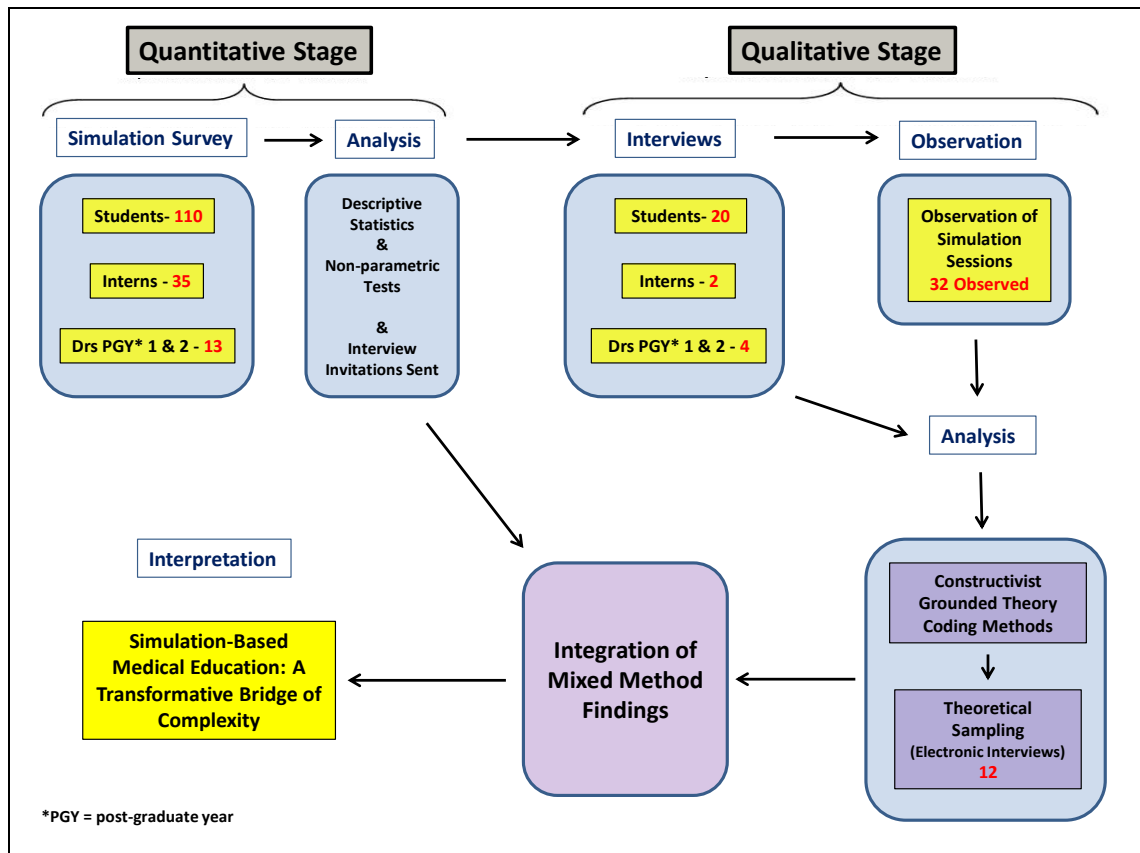 Quantitative Stage
Qualitative Stage
Simulation Survey
Analysis
Interviews
Observation
Students- 110
Interns - 35
Drs PGY* 1 & 2 - 13
Descriptive
Statistics
&
Non-parametric
Tests
&
Interview
Invitations Sent
Students- 20
Interns - 2
Drs PGY* 1 & 2 - 4
Observation of
Simulation
Sessions
32 Observed
Analysis
Constructivist
Grounded Theory
Coding Methods
Theoretical
Sampling
(Electronic Interviews)
12
Integration of
Mixed Method
Findings
Interpretation
Simulation-Based
Medical Education: A
Transformative Bridge of
Complexity
*PGY = post-graduate year